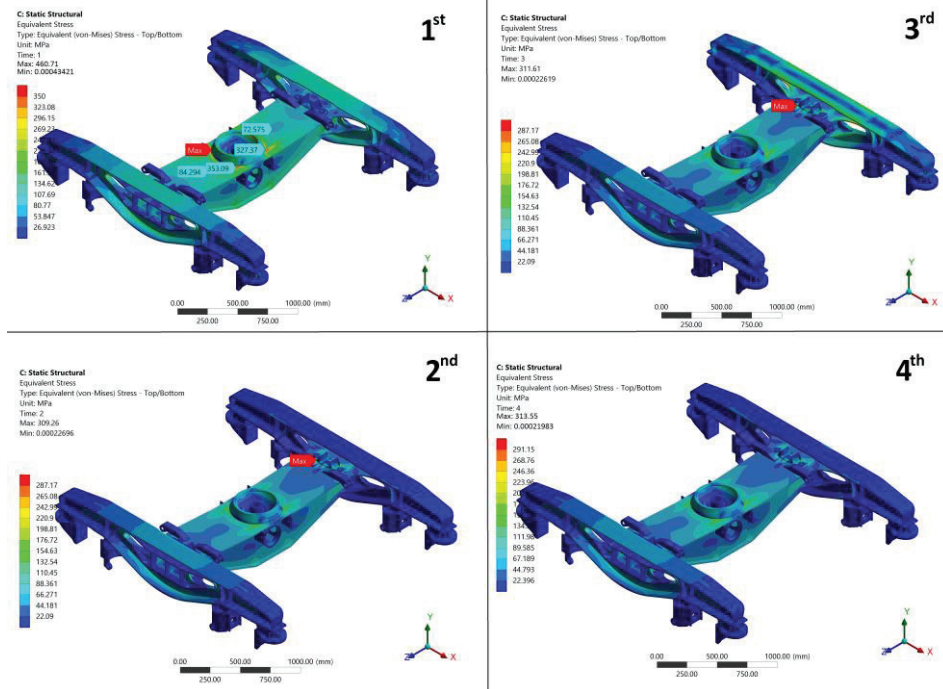 C: Static Structural
Equivalent Stress
Type: Equivalent (von-Mises) Stress - Top/Bottom
Unit: MPa
Time: 1
Max: 460.71
Min: 0.00043421
1st
350
323.08
296.15
269.23
134.62
107.69
80.77
53.847
26.923
72.575
Max
327.37
353.09
84.294
Y
Z
X
0.00 500.00 1000.00 (mm)
250.00 750.00
C: Static Structural
Equivalent Stress
Type: Equivalent (von-Mises) Stress - Top/Bottom
Unit: MPa
Time: 3
Max: 311.61
Min: 0.00022619
3rd
287.17
265.08
242.99
220.9
198.81
176.72
154.63
132.54
110.45
88.361
66.271
44.181
22.09
Max
Y
Z
X
0.00 500.00 1000.00 (mm)
250.00 750.00
C: Static Structural
Equivalent Stress
Type: Equivalent (von-Mises) Stress - Top/Bottom
Unit: MPa
Time: 2
Max: 309.26
Min: 0.00022696
2nd
287.17
265.08
242.99
220.9
198.81
176.72
154.63
132.54
110.45
88.361
66.271
44.181
22.09
Max
Y
Z
X
0.00 500.00 1000.00 (mm)
250.00 750.00
C: Static Structural
Equivalent Stress
Type: Equivalent (von-Mises) Stress - Top/Bottom
Unit: MPa
Time: 4
Max: 313.55
Min: 0.00021983
4th
291.15
268.76
246.36
223.96
111.98
89.585
67.189
44.793
22.396
Y
Z
X
0.00 500.00 1000.00 (mm)
250.00 750.00